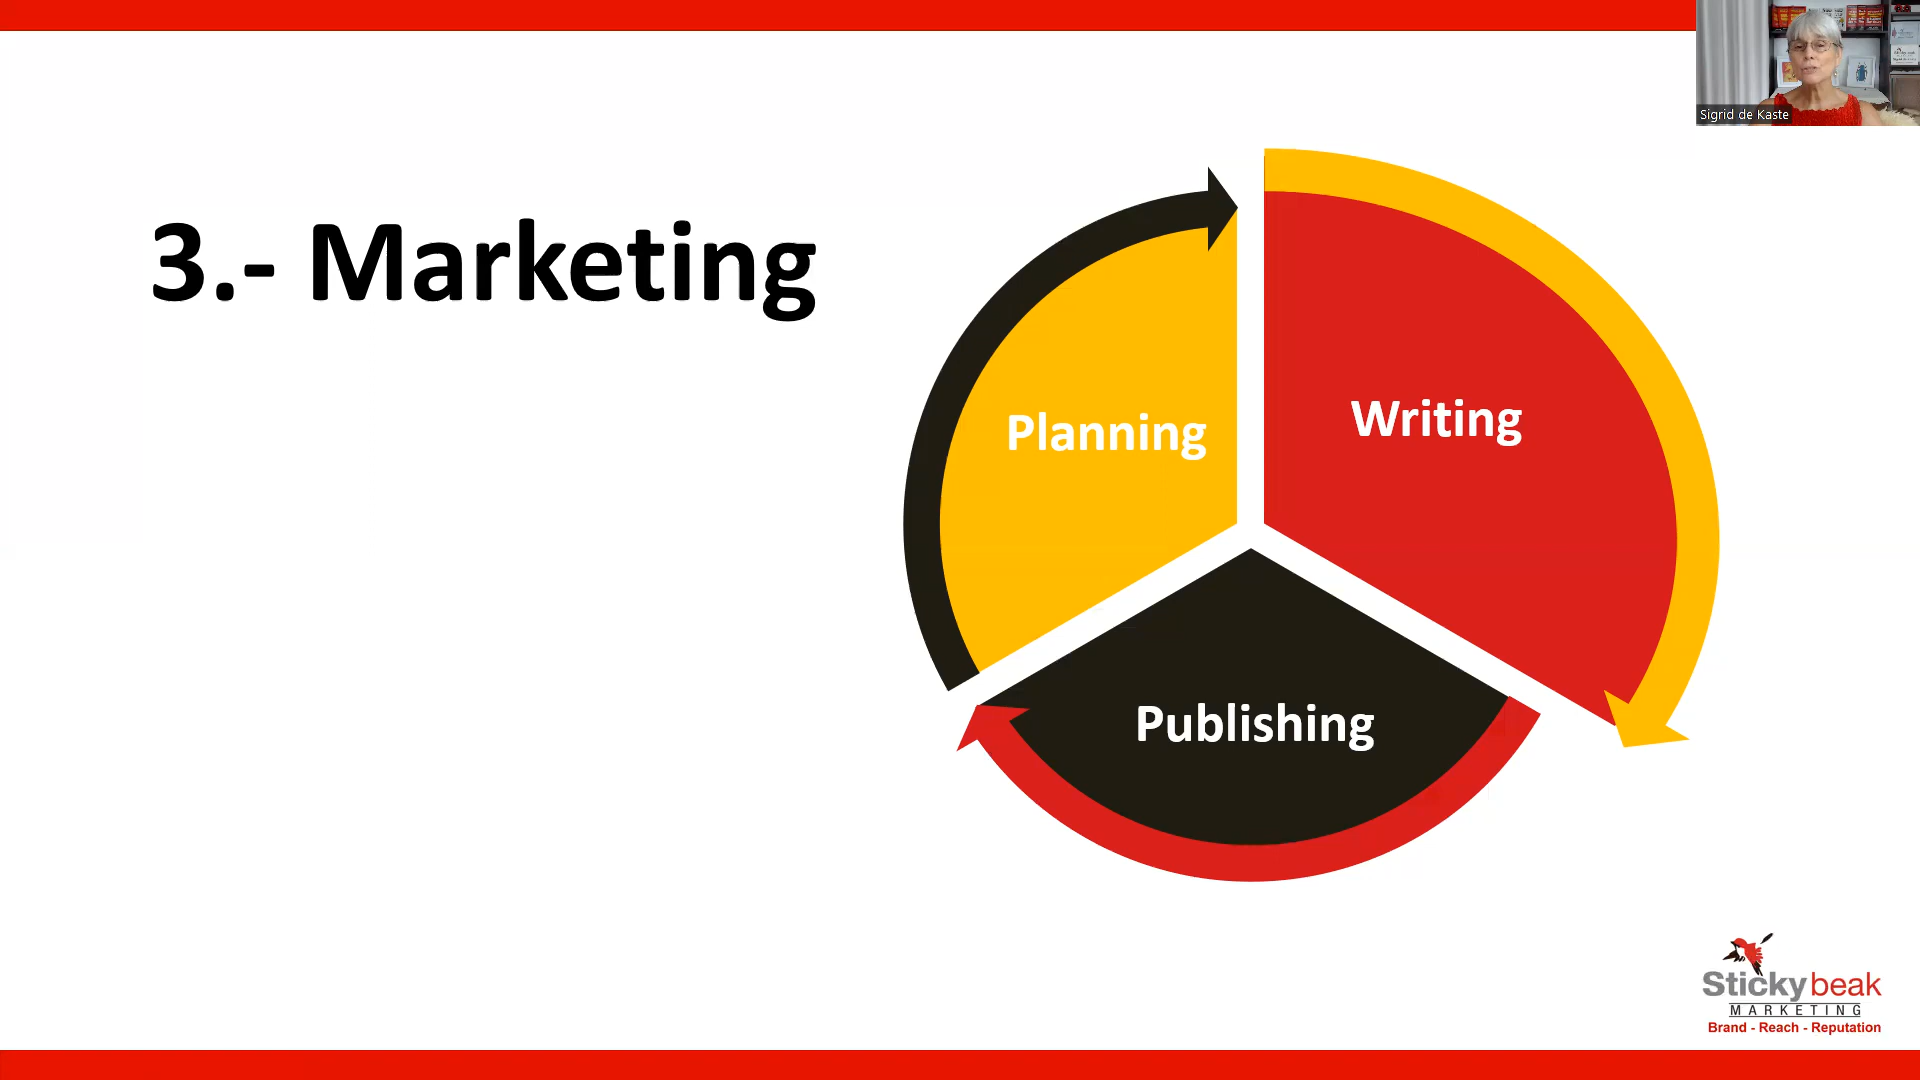 Sigrid de Kaste
3.- Marketing
Planning
Writing
Publishing
Stickybeak
MARKETING
Brand - Reach - Reputation